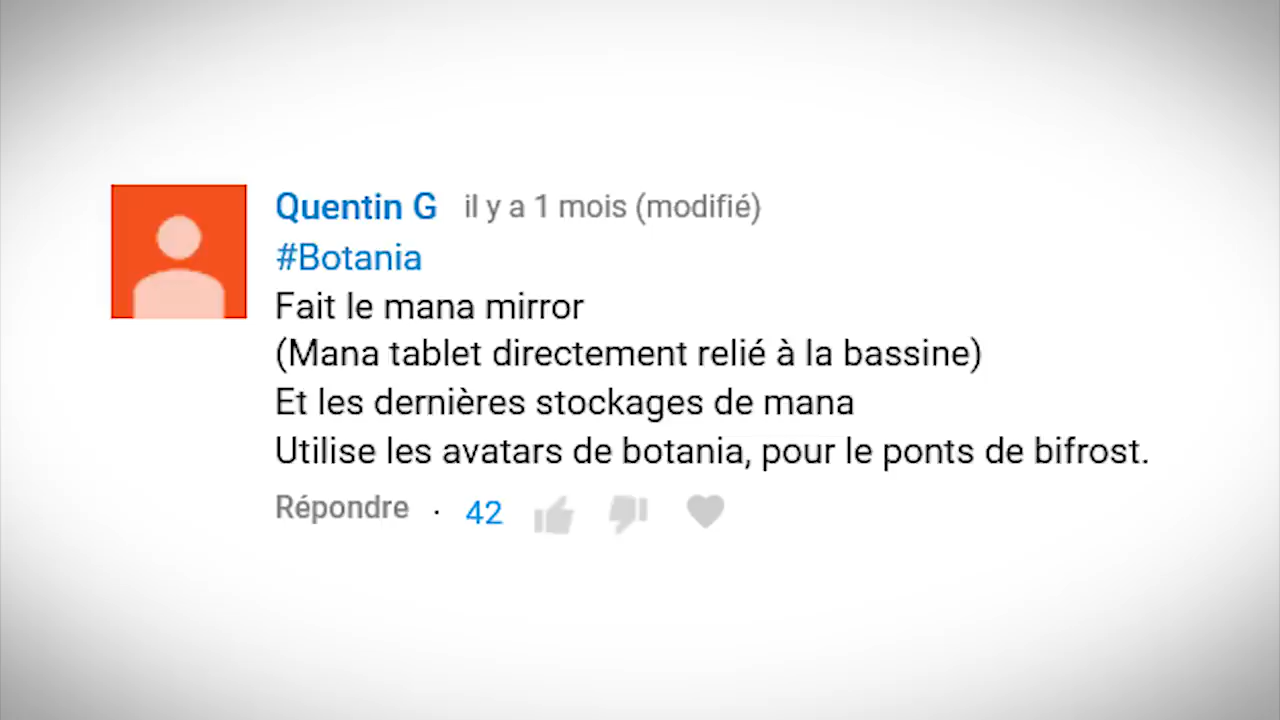 Quentin G il y a 1 mois (modifié)
#Botania
Fait le mana mirror
(Mana tablet directement relié à la bassine)
Et les dernières stockages de mana
Utilise les avatars de botania, pour le ponts de bifrost.
Répondre · 42